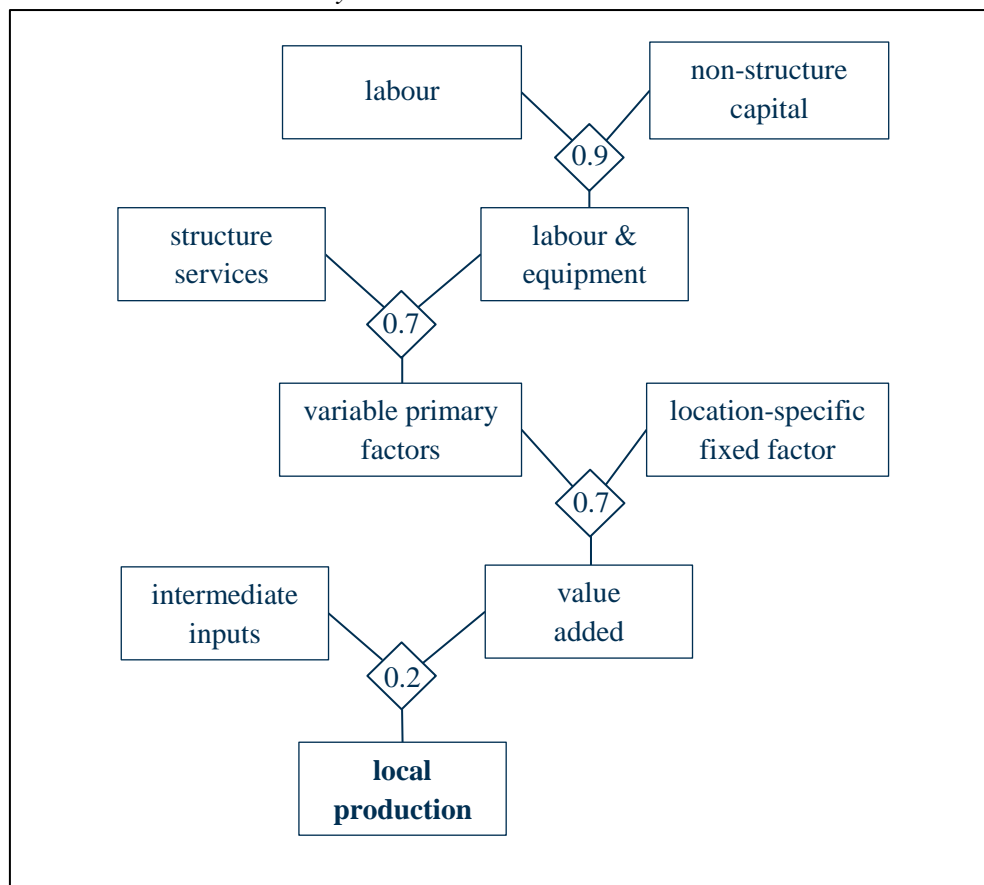 labour
non-structure
capital
0.9
structure
services
labour &
equipment
0.7
variable primary
factors
location-specific
fixed factor
0.7
intermediate
inputs
value
added
0.2
local
production